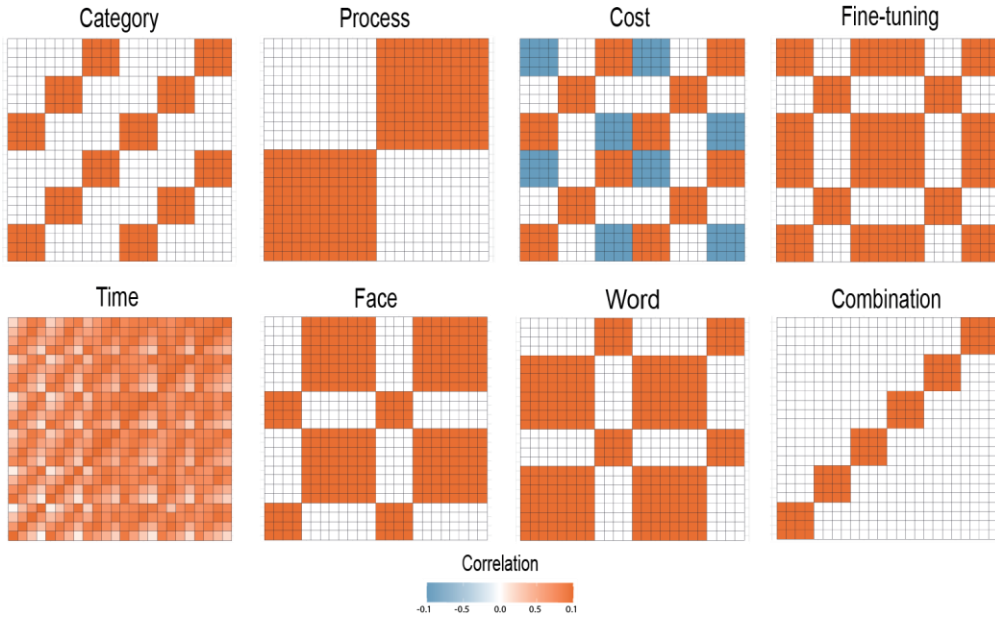 Category Process Cost Fine-tuning
Time Face Word Combination
Correlation
-0.1 -0.5 0.0 0.5 0.1